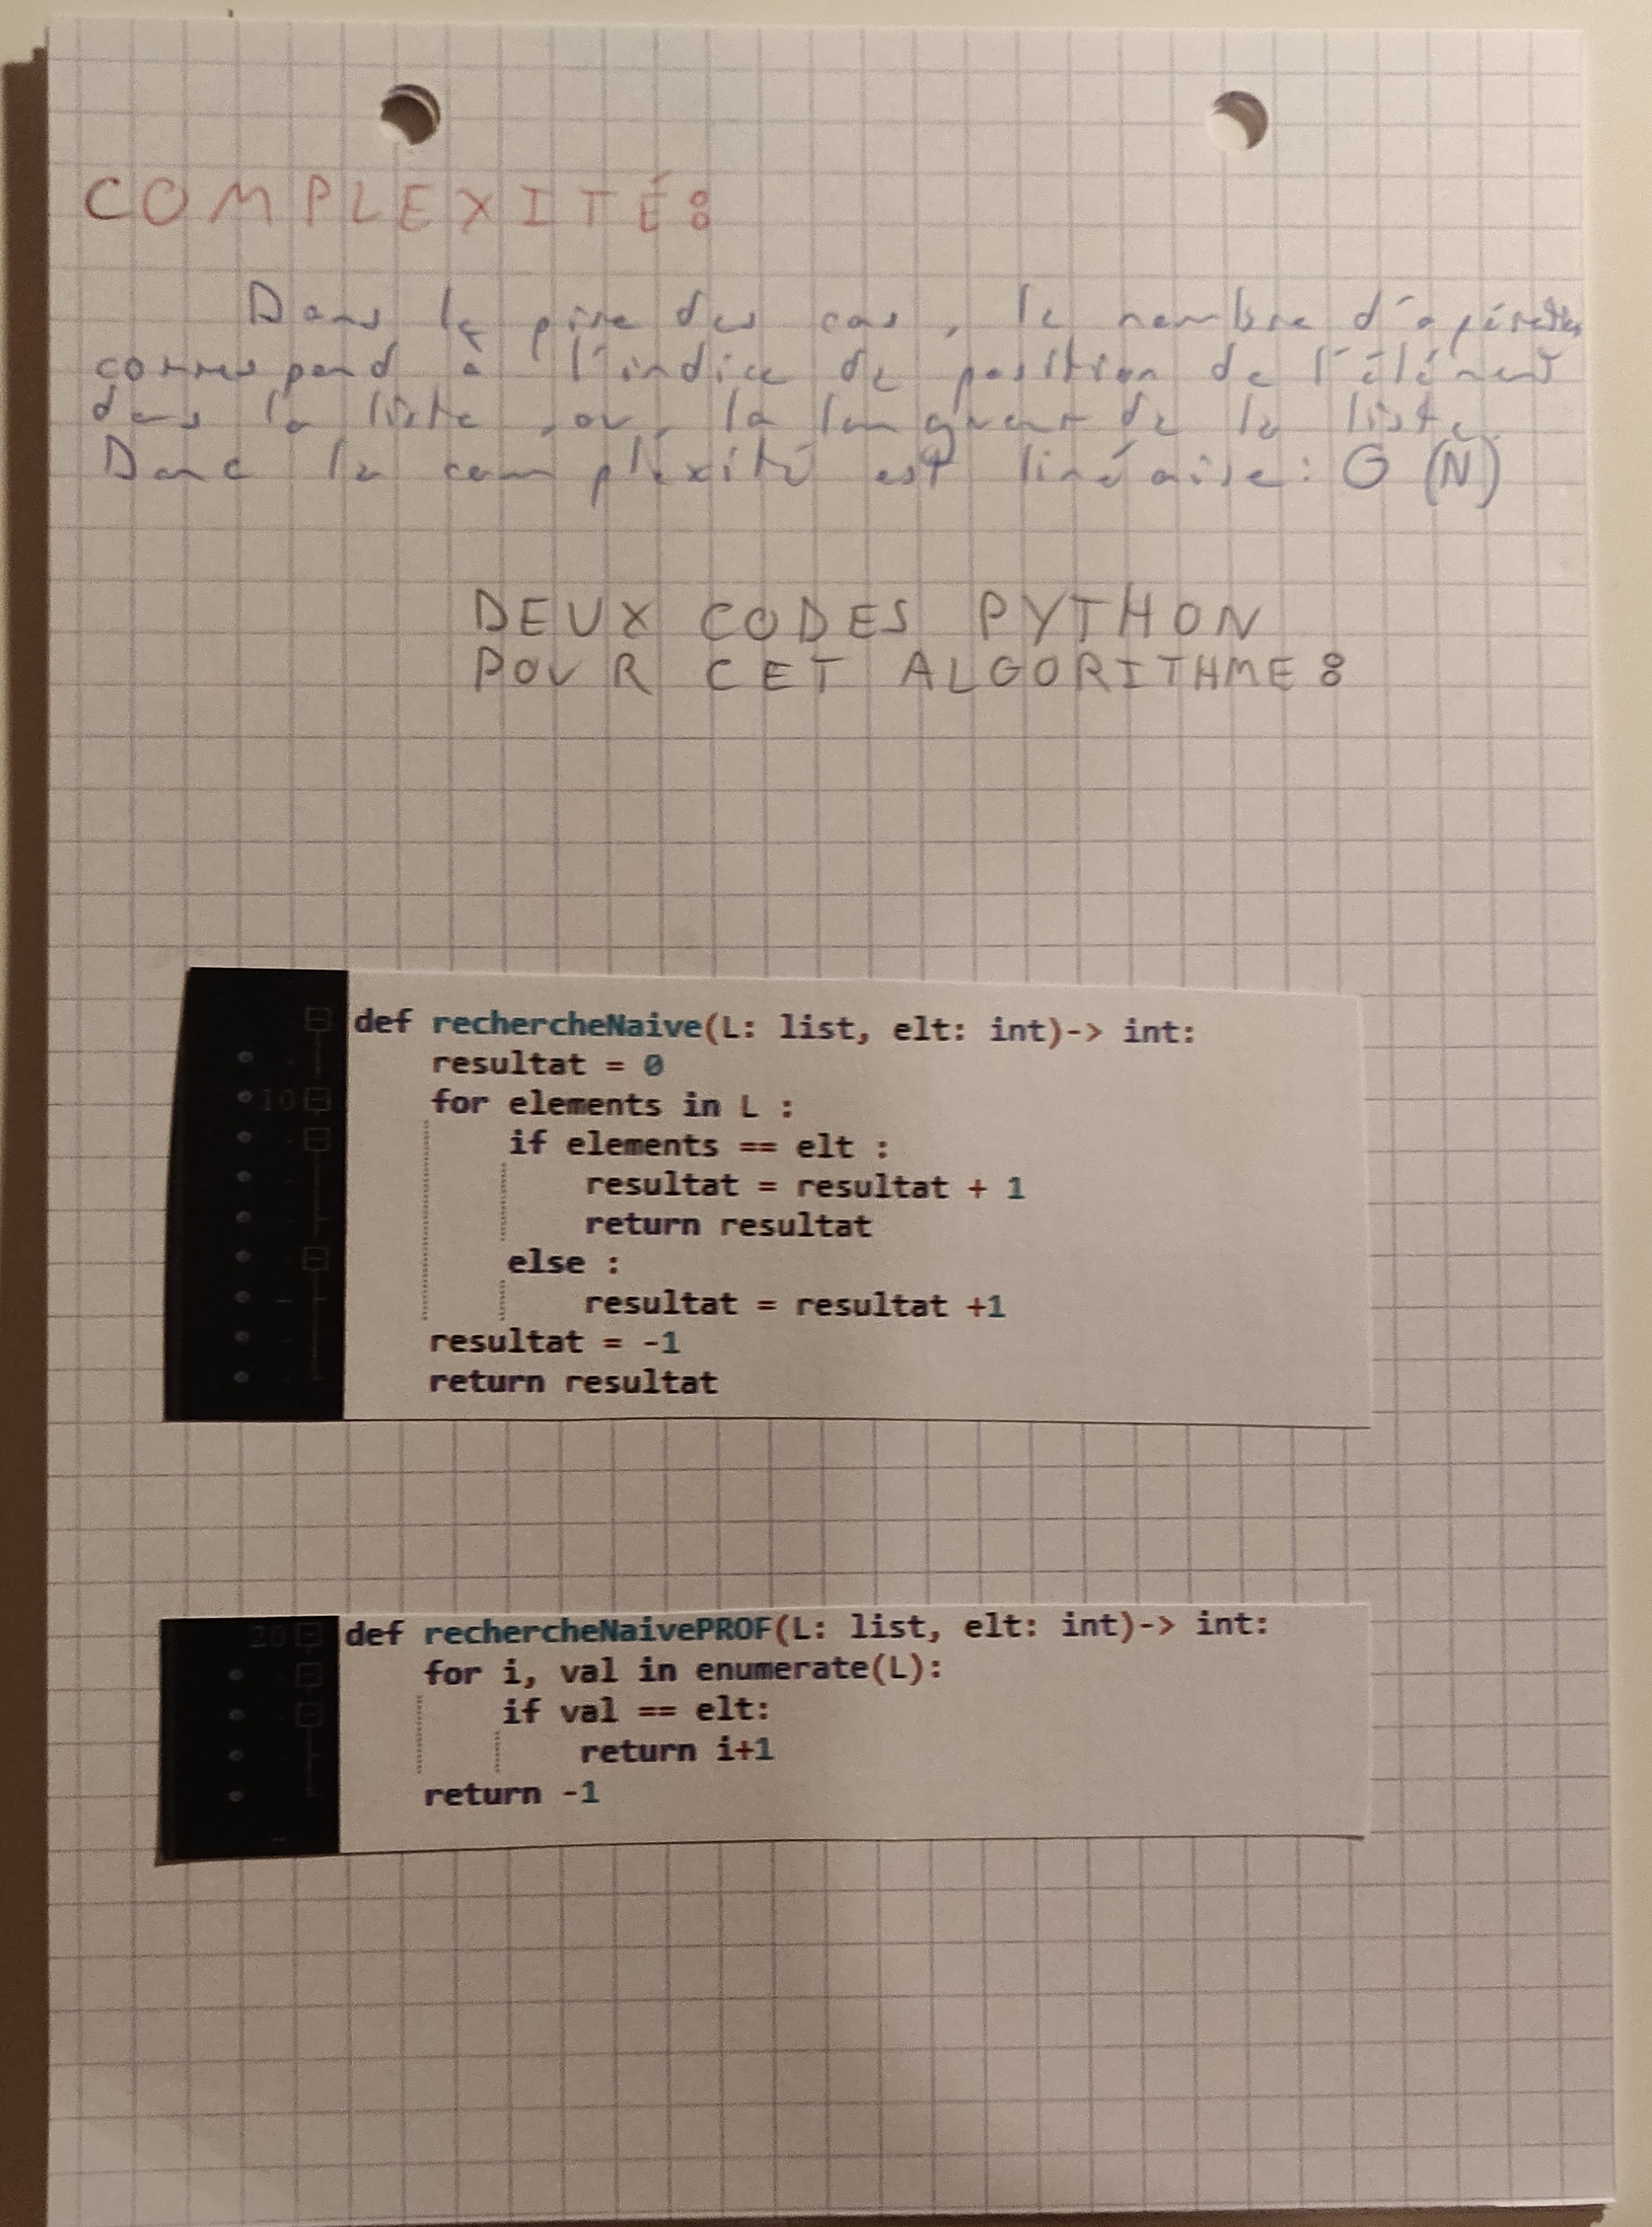 COMPLEXITÉ:
Dans le pire des cas, le nombre d'opérations
correspond à l'indice de position de l'élément
dans la liste, ou, la longueur de la liste.
Donc la complexité est linéaire: O (N)
DEUX CODES PYTHON
POUR CET ALGORITHME:
def rechercheNaive(L: list, elt: int)-> int:
resultat = 0
10 for elements in L :
if elements == elt :
resultat = resultat + 1
return resultat
else :
resultat = resultat +1
resultat = -1
return resultat
20 def rechercheNaivePROF(L: list, elt: int)-> int:
for i, val in enumerate(L):
if val == elt:
return i+1
return -1